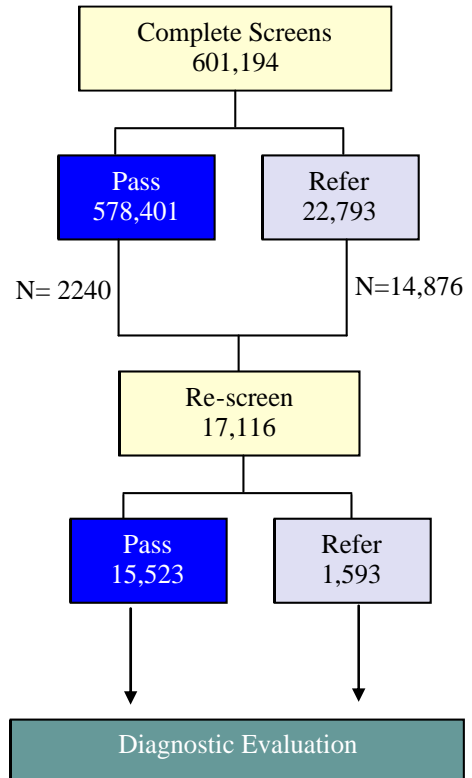 Complete Screens
601,194
Pass
578,401
Refer
22,793
N= 2240
N=14,876
Re-screen
17,116
Pass
15,523
Refer
1,593
Diagnostic Evaluation